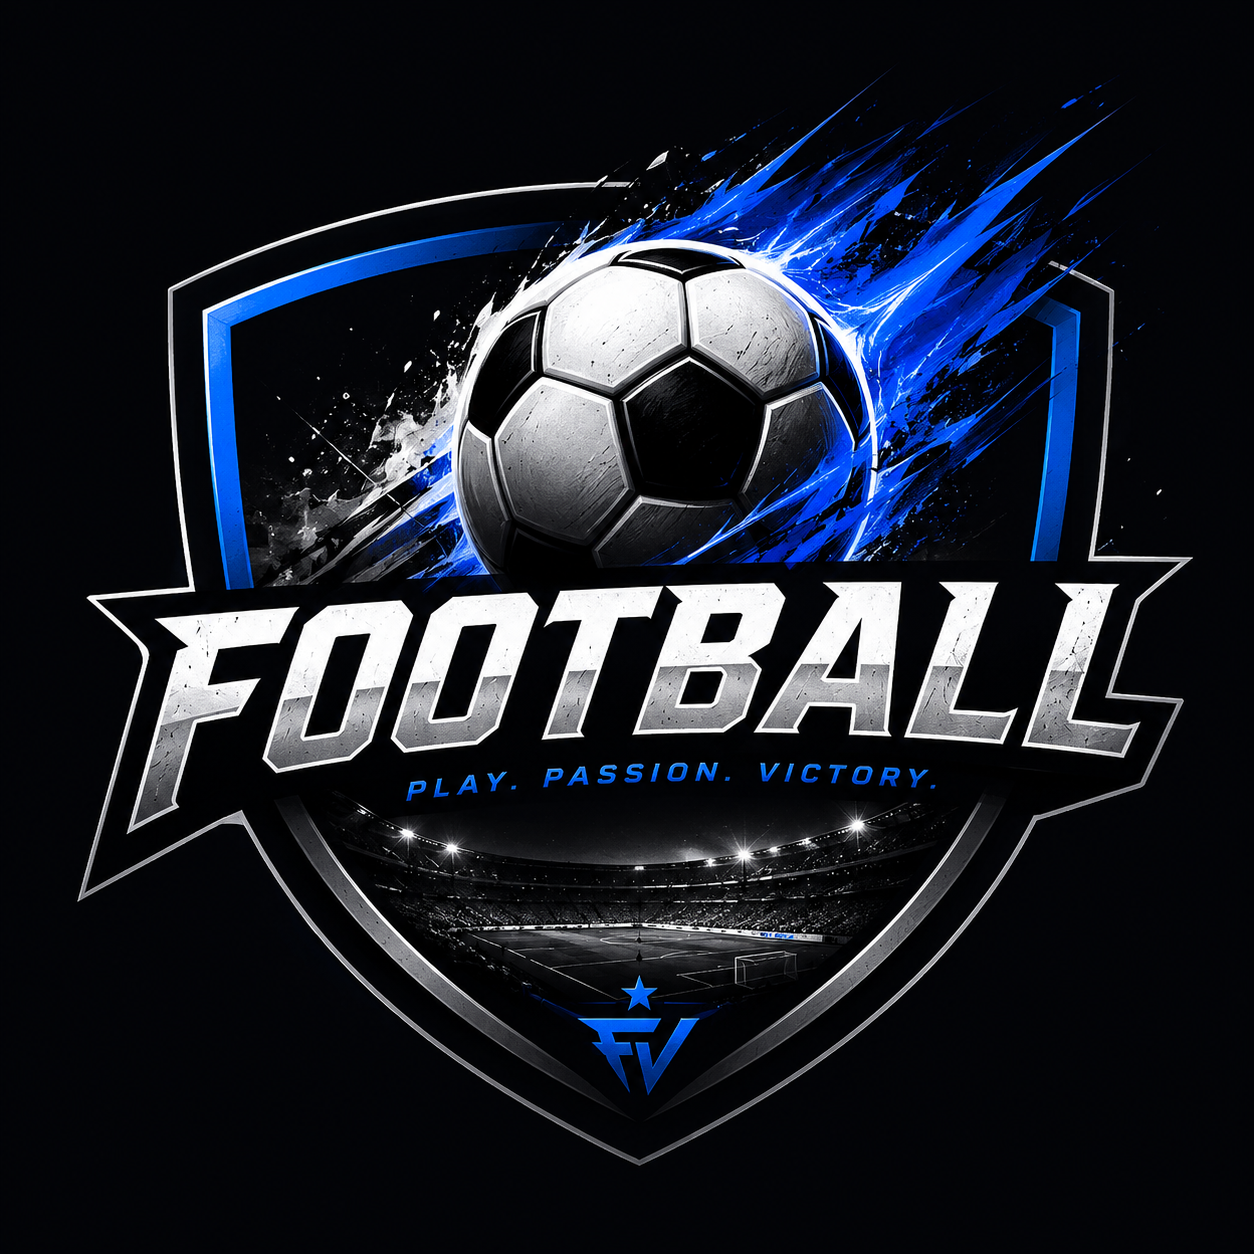 FOOTBALL
PLAY. PASSION. VICTORY.
FV